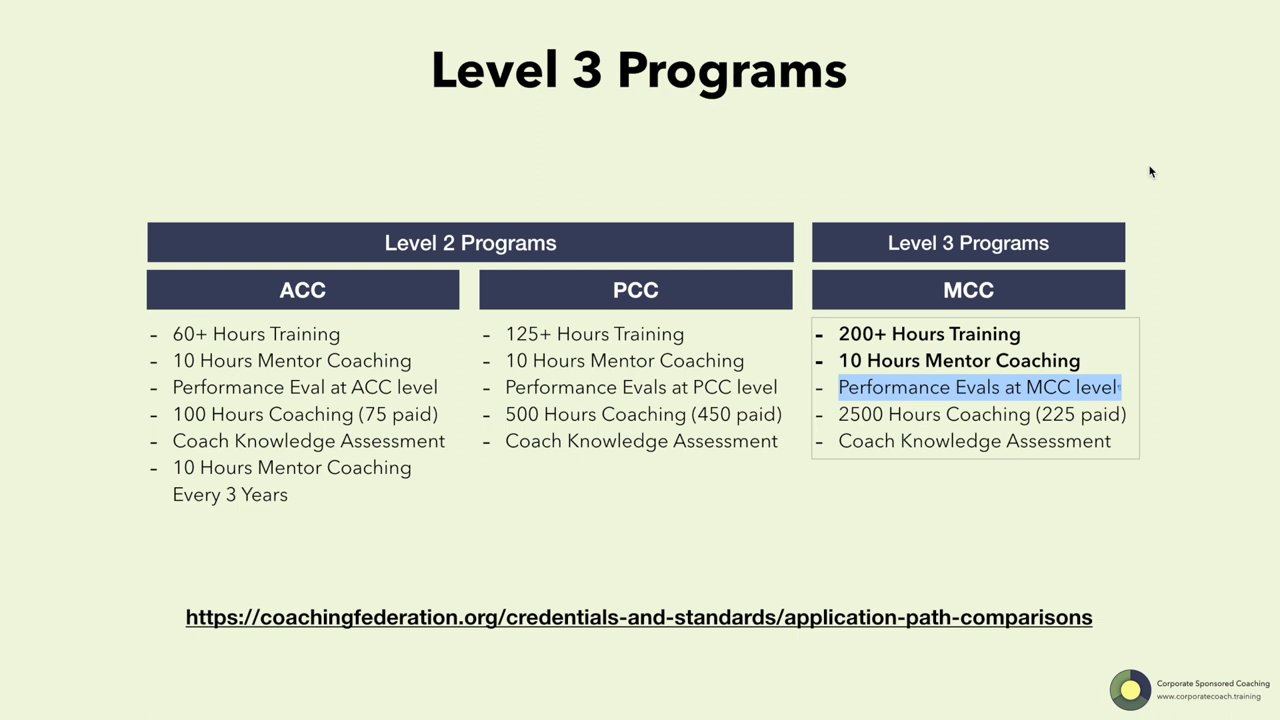 Level 3 Programs
Level 2 Programs
Level 3 Programs
ACC
PCC
MCC
- 60+ Hours Training
- 10 Hours Mentor Coaching
- Performance Eval at ACC level
- 100 Hours Coaching (75 paid)
- Coach Knowledge Assessment
- 10 Hours Mentor Coaching
Every 3 Years
- 125+ Hours Training
- 10 Hours Mentor Coaching
- Performance Evals at PCC level
- 500 Hours Coaching (450 paid)
- Coach Knowledge Assessment
- 200+ Hours Training
- 10 Hours Mentor Coaching
- Performance Evals at MCC level
- 2500 Hours Coaching (225 paid)
- Coach Knowledge Assessment
https://coachingfederation.org/credentials-and-standards/application-path-comparisons
Corporate Sponsored Coaching
www.corporatecoach.training